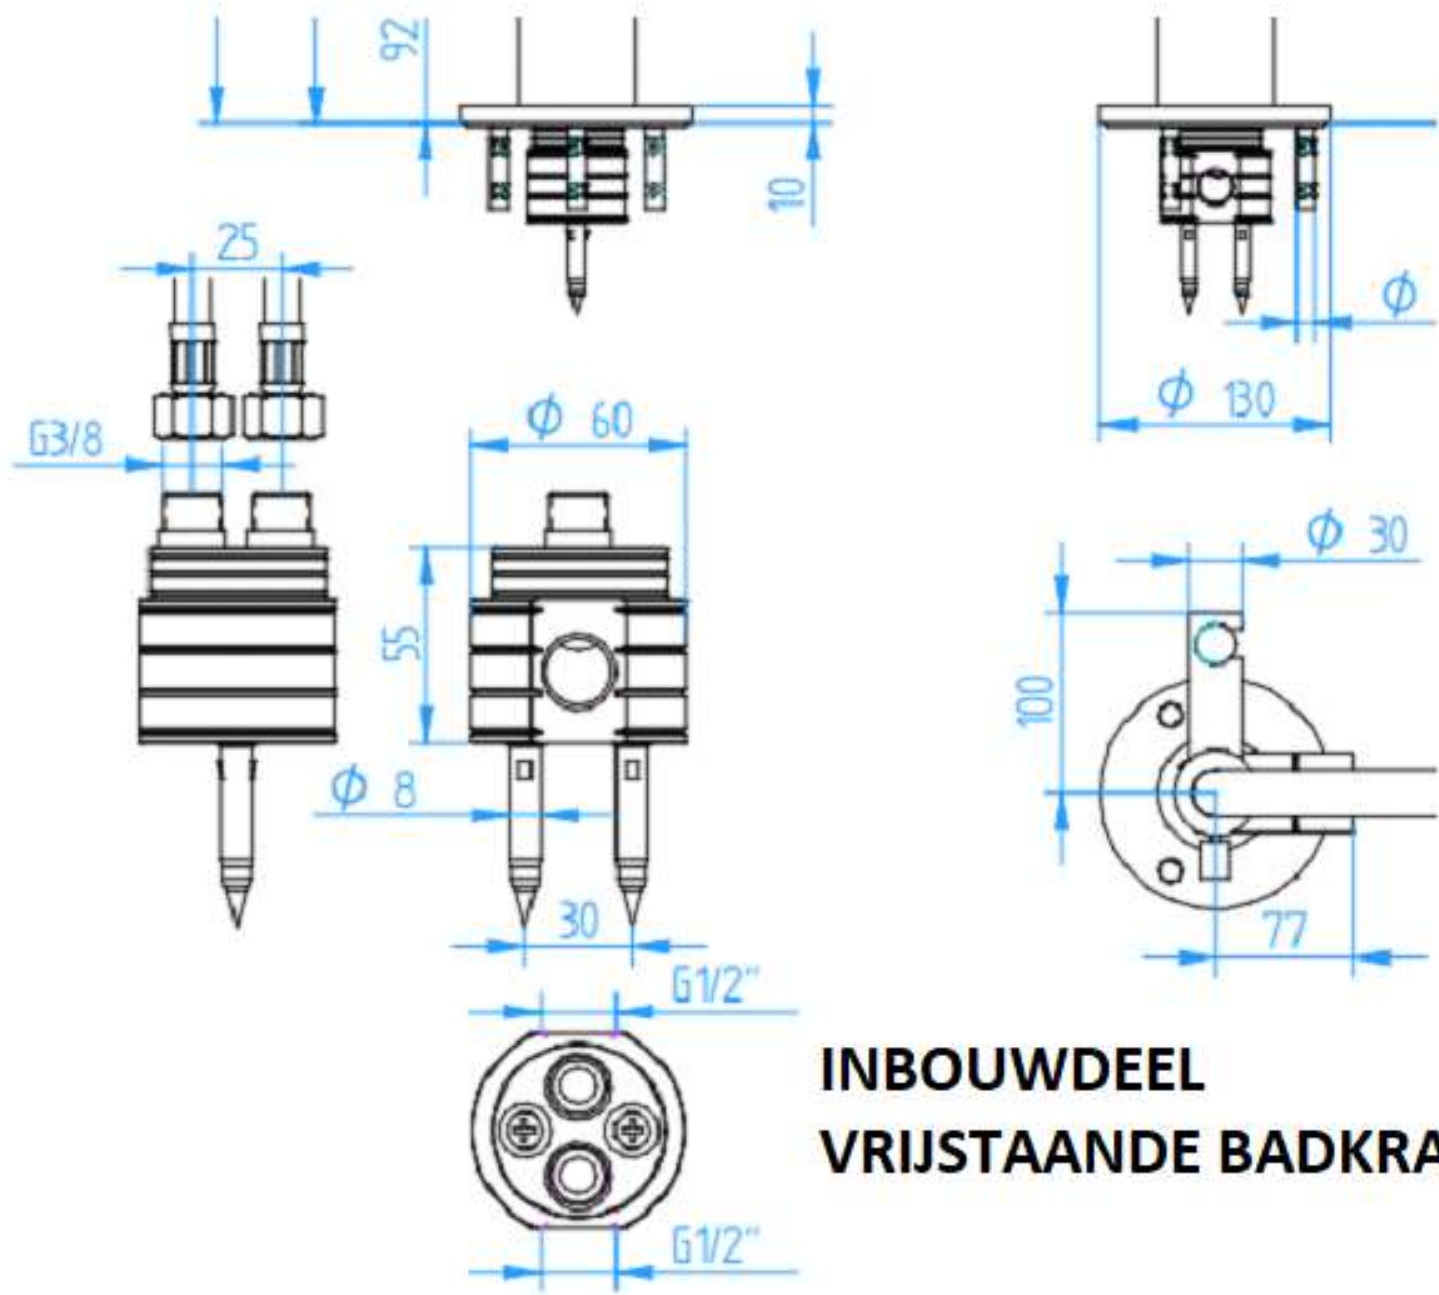 92
10
25
Ø
G3/8
Ø 60
Ø 130
55
Ø 30
100
Ø 8
30
77
G1/2"
INBOUWDEEL
VRIJSTAANDE BADKRA
G1/2"